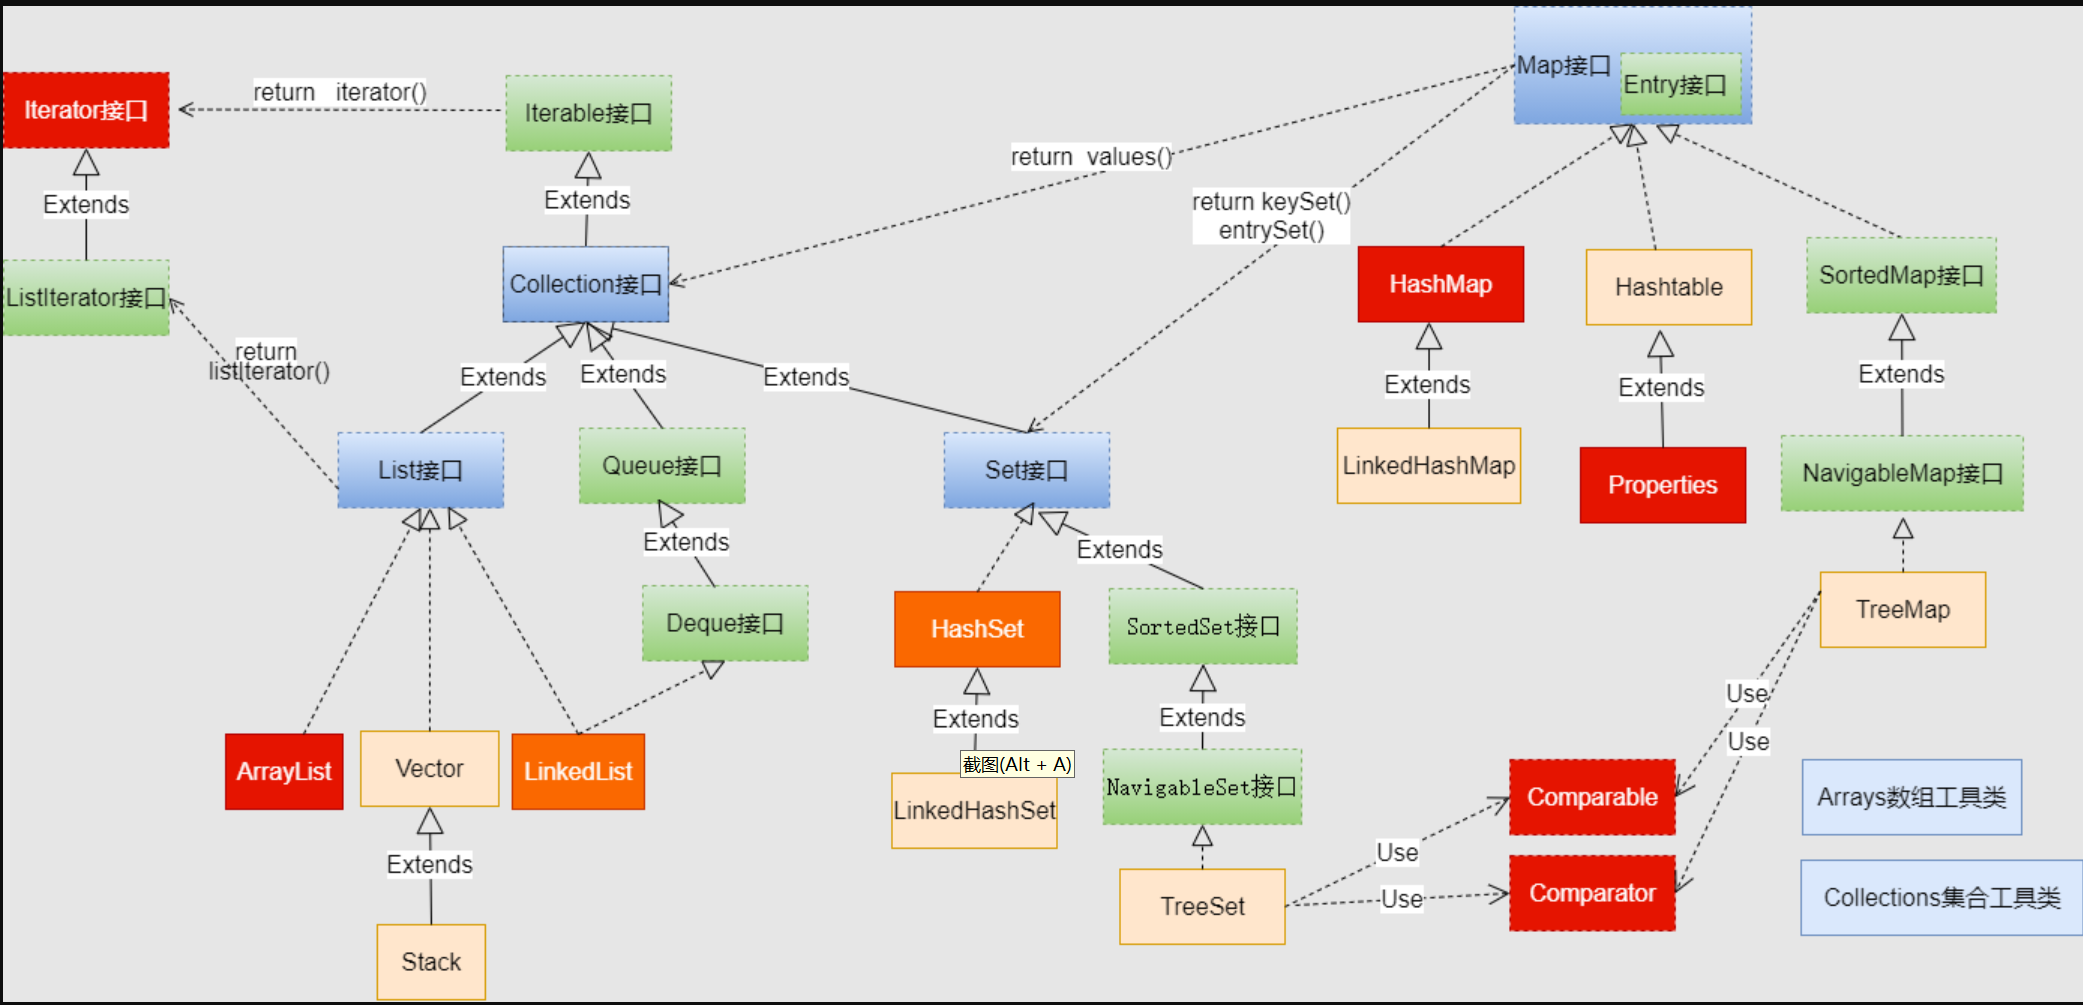 Map接口
Entry接口
Iterator接口
return iterator()
Iterable接口
return values()
Extends
Extends
return keySet()
entrySet()
ListIterator接口
Collection接口
HashMap
Hashtable
SortedMap接口
return
listIterator()
Extends
Extends
Extends
Extends
Extends
Extends
List接口
Queue接口
Set接口
LinkedHashMap
Properties
NavigableMap接口
Extends
Extends
Deque接口
HashSet
SortedSet接口
TreeMap
Extends
Extends
Use
Use
ArrayList
Vector
LinkedList
截图(Alt + A)
LinkedHashSet
NavigableSet接口
Comparable
Arrays数组工具类
Extends
Use
Use
TreeSet
Comparator
Collections集合工具类
Stack